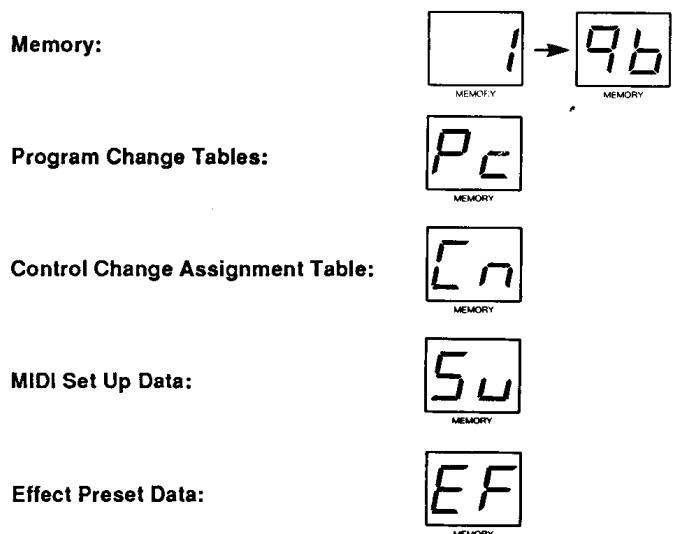 Memory: 1 → 9b
MEMORY MEMORY
Program Change Tables: Pc
MEMORY
Control Change Assignment Table: Cn
MEMORY
MIDI Set Up Data: Su
MEMORY
Effect Preset Data: EF
MEMORY